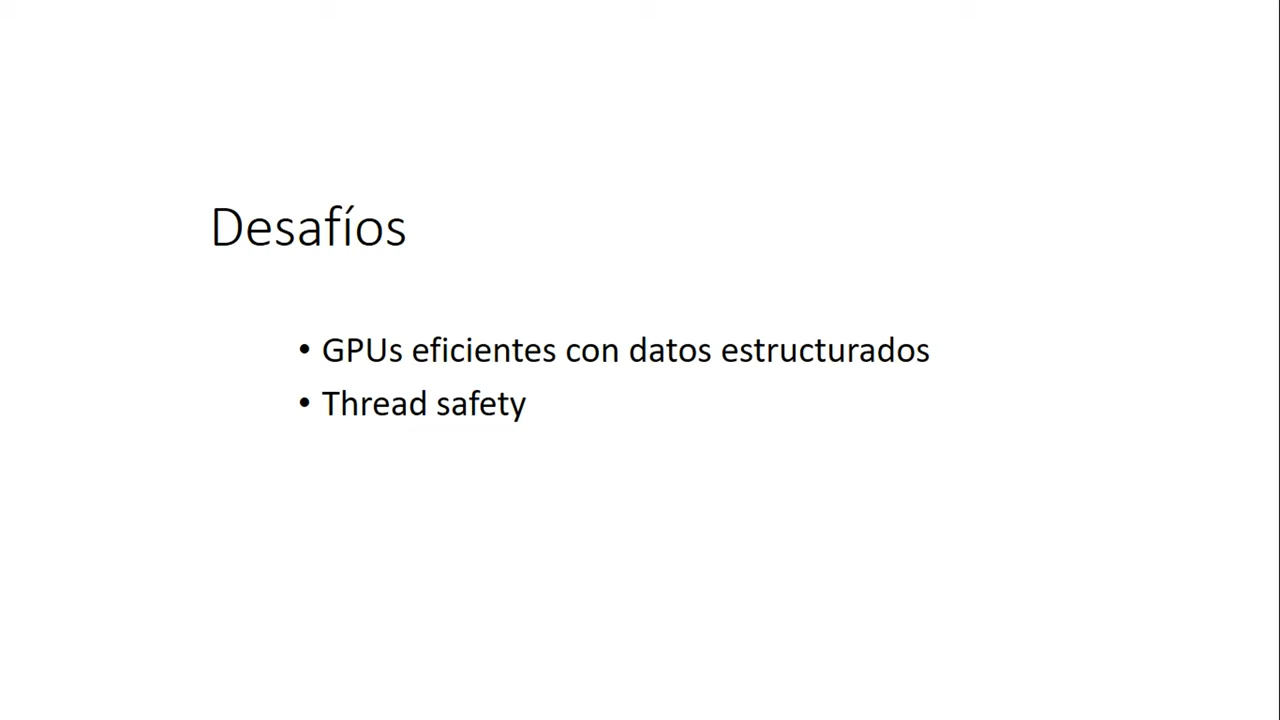 Desafíos
• GPUs eficientes con datos estructurados
• Thread safety